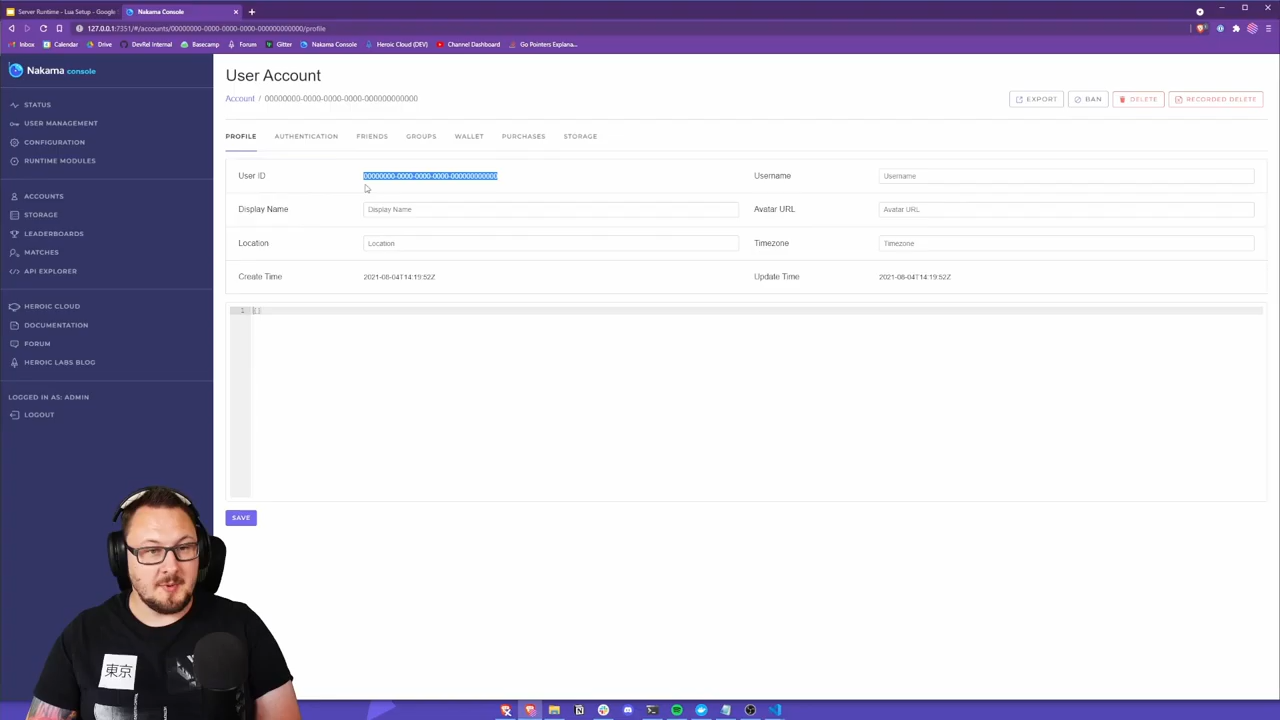 Server Runtime - Lua Setup - Google
Nakama Console
127.0.0.1:7351/#/accounts/00000000-0000-0000-0000-000000000000/profile
Inbox Calendar Drive DevRel Internal Basecamp Forum Gitter Nakama Console Heroic Cloud (DEV) Channel Dashboard Go Pointers Explana...
Nakama console
STATUS
USER MANAGEMENT
CONFIGURATION
RUNTIME MODULES
ACCOUNTS
STORAGE
LEADERBOARDS
MATCHES
API EXPLORER
HEROIC CLOUD
DOCUMENTATION
FORUM
HEROIC LABS BLOG
LOGGED IN AS: ADMIN
LOGOUT
User Account
Account / 00000000-0000-0000-0000-000000000000
EXPORT BAN DELETE RECORDED DELETE
PROFILE AUTHENTICATION FRIENDS GROUPS WALLET PURCHASES STORAGE
User ID 00000000-0000-0000-0000-000000000000 Username Username
Display Name Display Name Avatar URL Avatar URL
Location Location Timezone Timezone
Create Time 2021-08-04T14:19:52Z Update Time 2021-08-04T14:19:52Z
1 {}
SAVE
東京